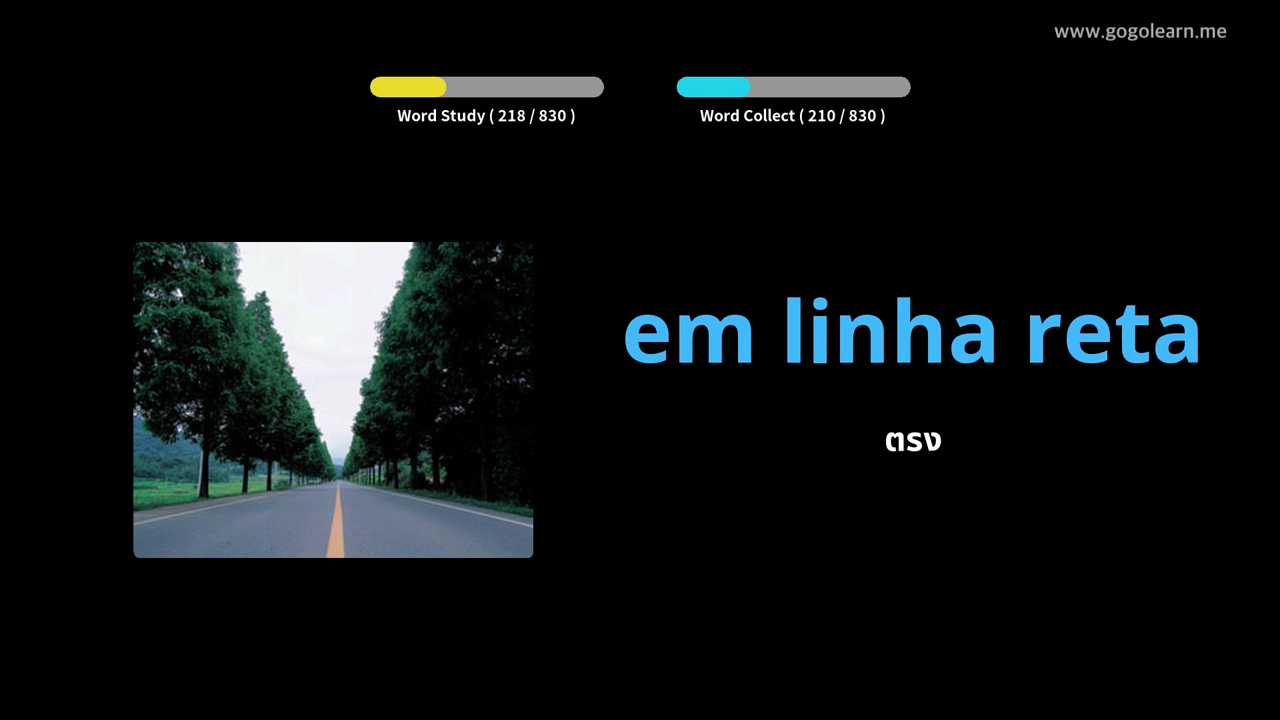 www.gogolearn.me
Word Study ( 218 / 830 )
Word Collect ( 210 / 830 )
em linha reta
ตรง